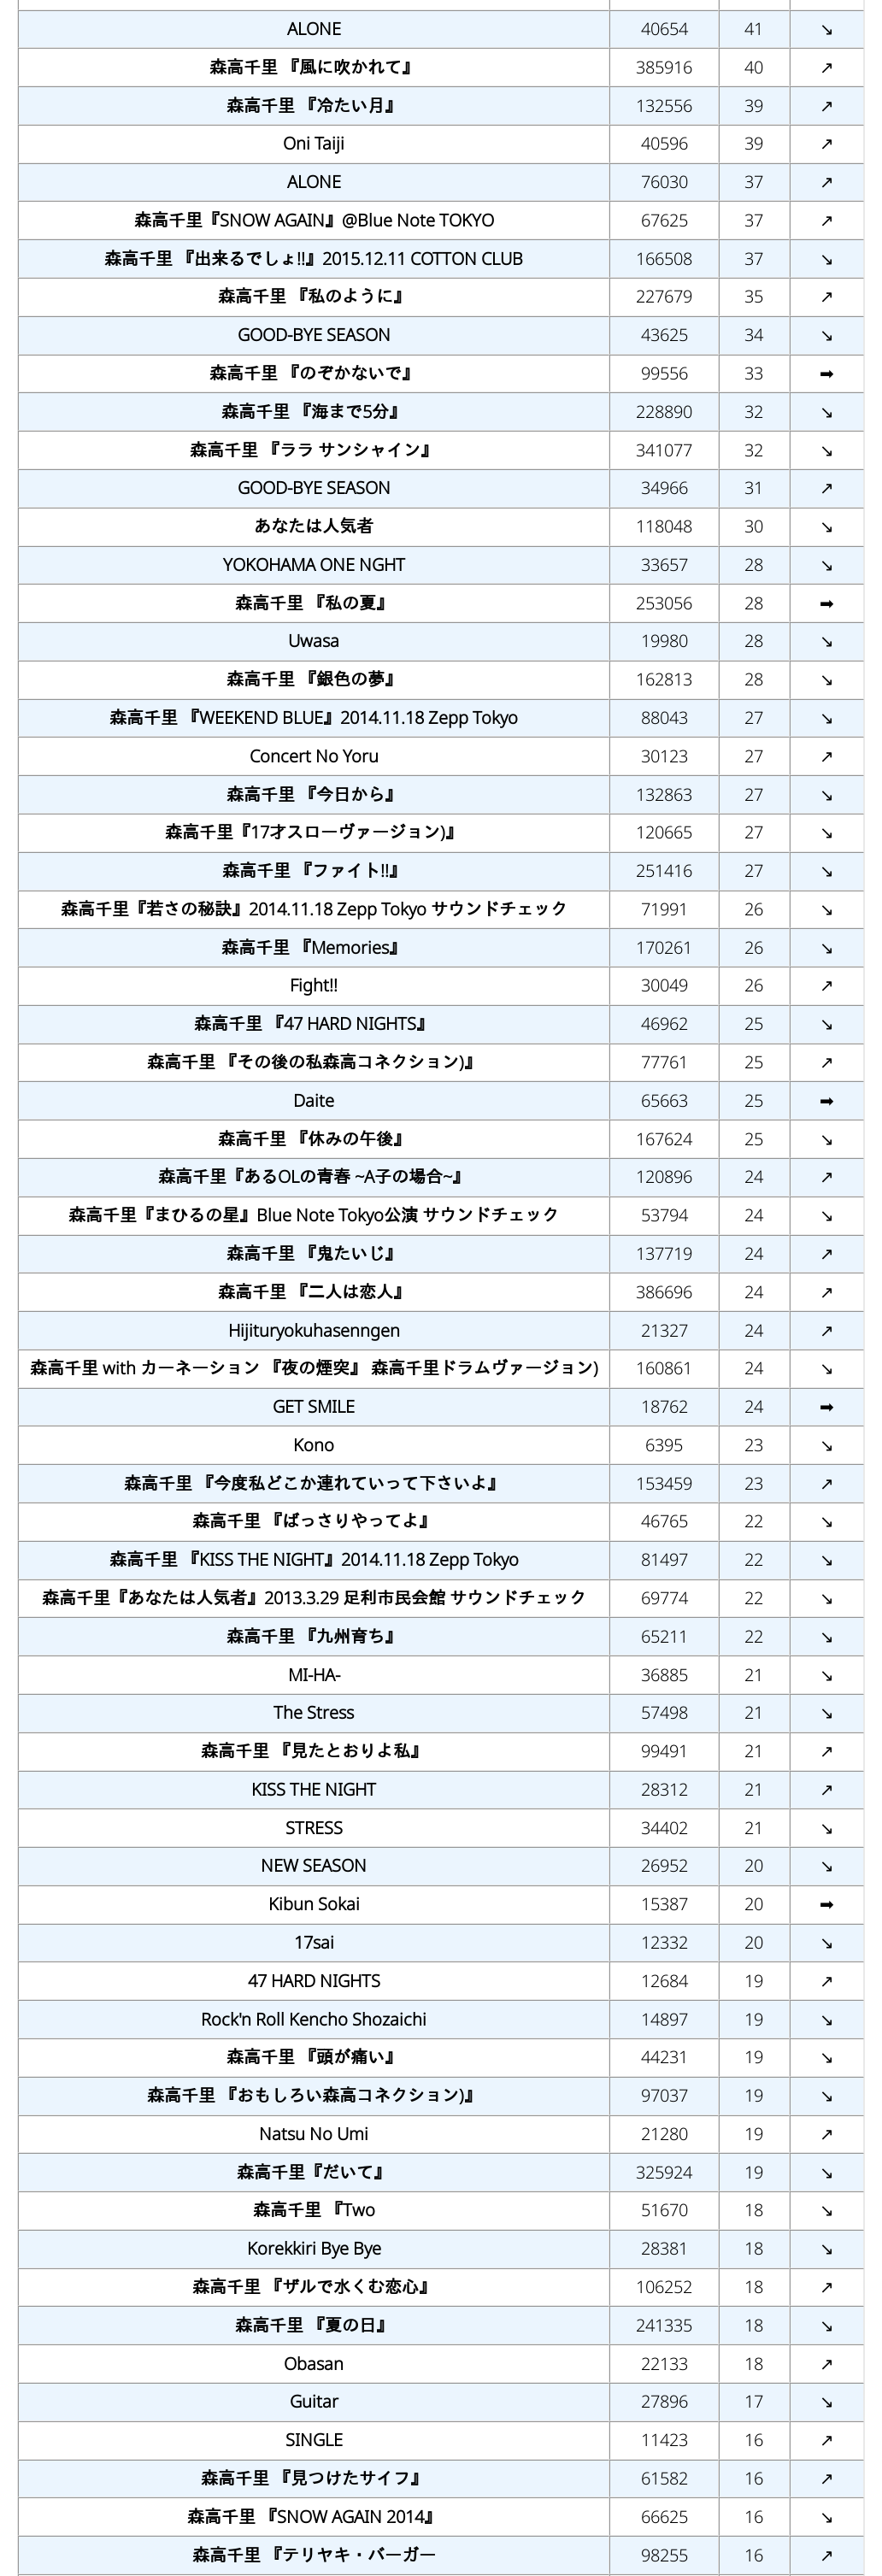 ALONE 40654 41 ↘
森高千里 『風に吹かれて』 385916 40 ↗
森高千里 『冷たい月』 132556 39 ↗
Oni Taiji 40596 39 ↗
ALONE 76030 37 ↗
森高千里『SNOW AGAIN』@Blue Note TOKYO 67625 37 ↗
森高千里 『出来るでしょ!!』2015.12.11 COTTON CLUB 166508 37 ↘
森高千里 『私のように』 227679 35 ↗
GOOD-BYE SEASON 43625 34 ↘
森高千里 『のぞかないで』 99556 33 ➡
森高千里 『海まで5分』 228890 32 ↘
森高千里 『ララ サンシャイン』 341077 32 ↘
GOOD-BYE SEASON 34966 31 ↗
あなたは人気者 118048 30 ↘
YOKOHAMA ONE NGHT 33657 28 ↘
森高千里 『私の夏』 253056 28 ➡
Uwasa 19980 28 ↘
森高千里 『銀色の夢』 162813 28 ↘
森高千里 『WEEKEND BLUE』2014.11.18 Zepp Tokyo 88043 27 ↘
Concert No Yoru 30123 27 ↗
森高千里 『今日から』 132863 27 ↘
森高千里『17才スローヴァージョン)』 120665 27 ↘
森高千里 『ファイト!!』 251416 27 ↘
森高千里『若さの秘訣』2014.11.18 Zepp Tokyo サウンドチェック 71991 26 ↘
森高千里 『Memories』 170261 26 ↘
Fight!! 30049 26 ↗
森高千里 『47 HARD NIGHTS』 46962 25 ↘
森高千里 『その後の私森高コネクション)』 77761 25 ↗
Daite 65663 25 ➡
森高千里 『休みの午後』 167624 25 ↘
森高千里『あるOLの青春 ~A子の場合~』 120896 24 ↗
森高千里『まひるの星』Blue Note Tokyo公演 サウンドチェック 53794 24 ↘
森高千里 『鬼たいじ』 137719 24 ↗
森高千里 『二人は恋人』 386696 24 ↗
Hijituryokuhasenngen 21327 24 ↗
森高千里 with カーネーション 『夜の煙突』 森高千里ドラムヴァージョン) 160861 24 ↘
GET SMILE 18762 24 ➡
Kono 6395 23 ↘
森高千里 『今度私どこか連れていって下さいよ』 153459 23 ↗
森高千里 『ばっさりやってよ』 46765 22 ↘
森高千里 『KISS THE NIGHT』2014.11.18 Zepp Tokyo 81497 22 ↘
森高千里『あなたは人気者』2013.3.29 足利市民会館 サウンドチェック 69774 22 ↘
森高千里 『九州育ち』 65211 22 ↘
MI-HA- 36885 21 ↘
The Stress 57498 21 ↘
森高千里 『見たとおりよ私』 99491 21 ↗
KISS THE NIGHT 28312 21 ↗
STRESS 34402 21 ↘
NEW SEASON 26952 20 ↘
Kibun Sokai 15387 20 ➡
17sai 12332 20 ↘
47 HARD NIGHTS 12684 19 ↗
Rock'n Roll Kencho Shozaichi 14897 19 ↘
森高千里 『頭が痛い』 44231 19 ↘
森高千里 『おもしろい森高コネクション)』 97037 19 ↘
Natsu No Umi 21280 19 ↗
森高千里『だいて』 325924 19 ↘
森高千里 『Two 51670 18 ↘
Korekkiri Bye Bye 28381 18 ↘
森高千里 『ザルで水くむ恋心』 106252 18 ↗
森高千里 『夏の日』 241335 18 ↘
Obasan 22133 18 ↗
Guitar 27896 17 ↘
SINGLE 11423 16 ↗
森高千里 『見つけたサイフ』 61582 16 ↗
森高千里 『SNOW AGAIN 2014』 66625 16 ↘
森高千里 『テリヤキ・バーガー 98255 16 ↗